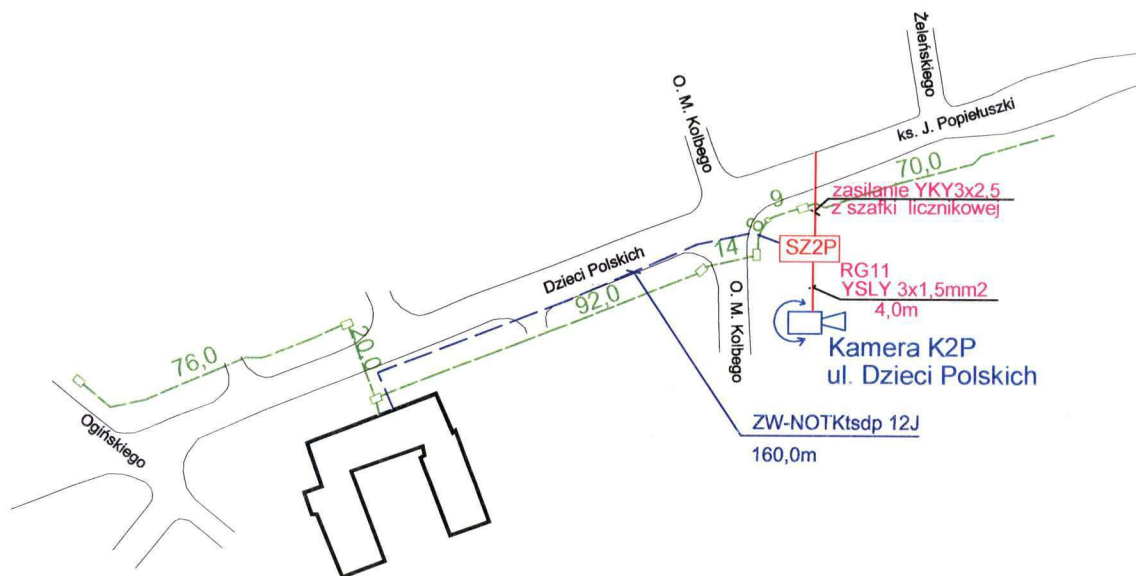 Żeleńskiego
O. M. Kolbego
ks. J. Popiełuszki
70,0
9
zasilanie YKY3x2,5
z szafki licznikowej
8
14
SZ2P
Dzieci Polskich
RG11
YSLY 3x1,5mm2
4,0m
92,0
O. M. Kolbego
20,0
76,0
Kamera K2P
ul. Dzieci Polskich
Ogińskiego
ZW-NOTKtsdp 12J
160,0m